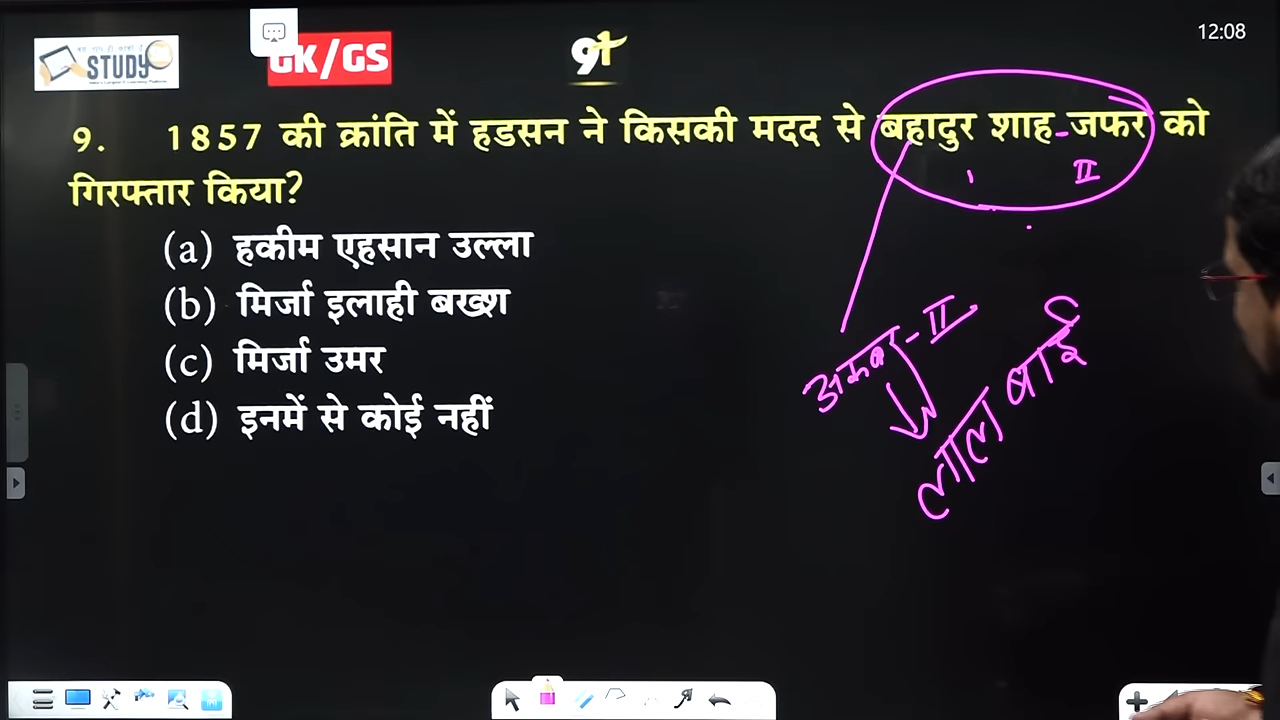 12:08
STUDY
GK/GS
9. 1857 की क्रांति में हडसन ने किसकी मदद से बहादुर शाह-जफर को
गिरफ्तार किया?
II
(a) हकीम एहसान उल्ला
(b) मिर्जा इलाही बख्श
(c) मिर्जा उमर
(d) इनमें से कोई नहीं
अकबर-II
लाल बाई